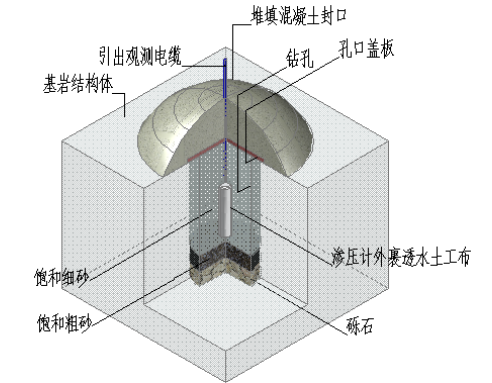 堆填混凝土封口
引出观测电缆
钻孔
孔口盖板
基岩结构体
渗压计外裹透水土工布
饱和细砂
饱和粗砂
砾石